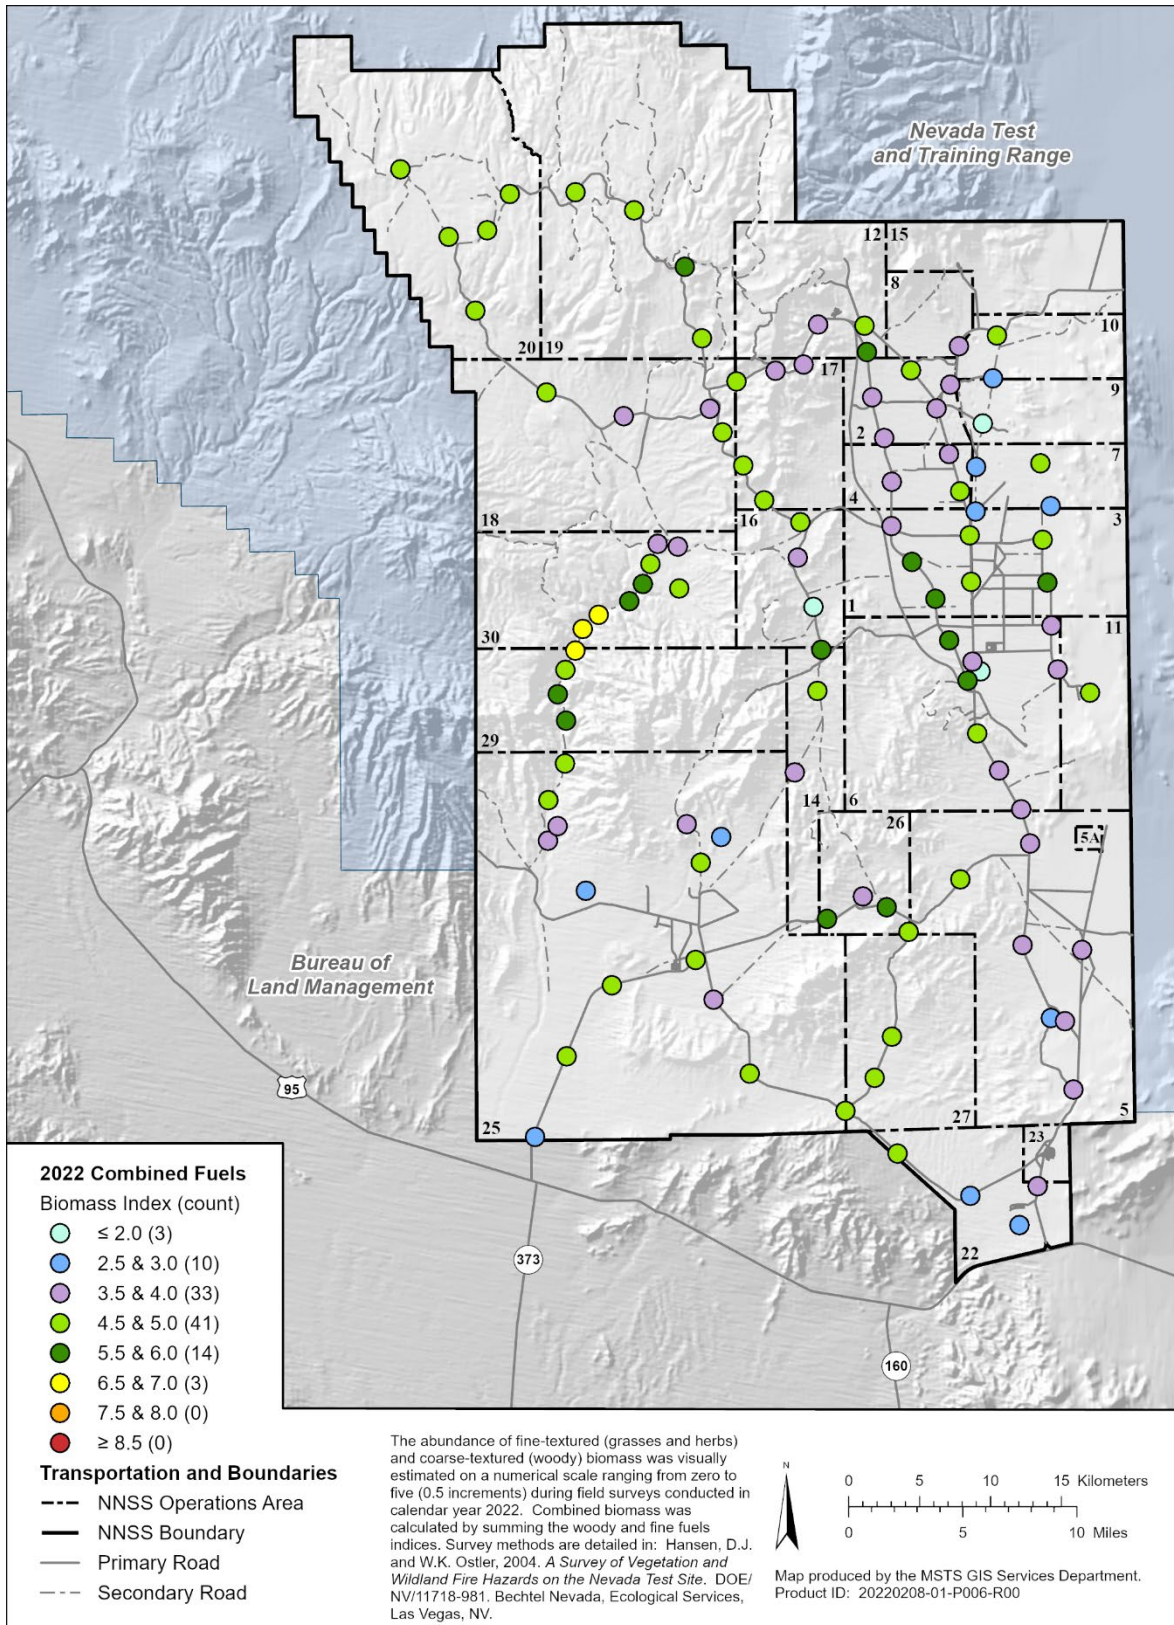 Nevada Test
and Training Range
12
15
8
10
20
19
17
9
2
7
18
16
4
3
1
11
30
29
14
6
26
5A
Bureau of
Land Management
95
25
27
5
23
22
373
160
2022 Combined Fuels
Biomass Index (count)
≤ 2.0 (3)
2.5 & 3.0 (10)
3.5 & 4.0 (33)
4.5 & 5.0 (41)
5.5 & 6.0 (14)
6.5 & 7.0 (3)
7.5 & 8.0 (0)
≥ 8.5 (0)
Transportation and Boundaries
NNSS Operations Area
NNSS Boundary
Primary Road
Secondary Road
The abundance of fine-textured (grasses and herbs)
and coarse-textured (woody) biomass was visually
estimated on a numerical scale ranging from zero to
five (0.5 increments) during field surveys conducted in
calendar year 2022. Combined biomass was
calculated by summing the woody and fine fuels
indices. Survey methods are detailed in: Hansen, D.J.
and W.K. Ostler, 2004. A Survey of Vegetation and
Wildland Fire Hazards on the Nevada Test Site. DOE/
NV/11718-981. Bechtel Nevada, Ecological Services,
Las Vegas, NV.
N
0 5 10 15 Kilometers
0 5 10 Miles
Map produced by the MSTS GIS Services Department.
Product ID: 20220208-01-P006-R00